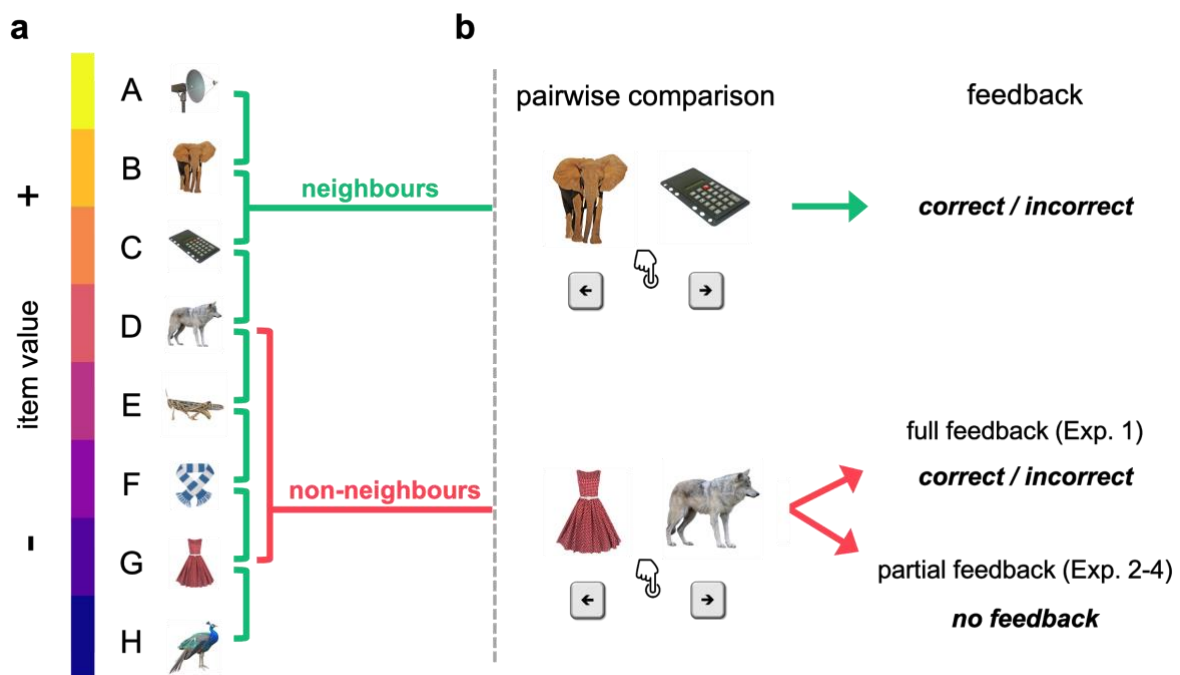 a
b
pairwise comparison
feedback
A
B
C
D
E
F
G
H
+
item value
-
neighbours
non-neighbours
←
→
correct / incorrect
full feedback (Exp. 1)
correct / incorrect
←
→
partial feedback (Exp. 2-4)
no feedback